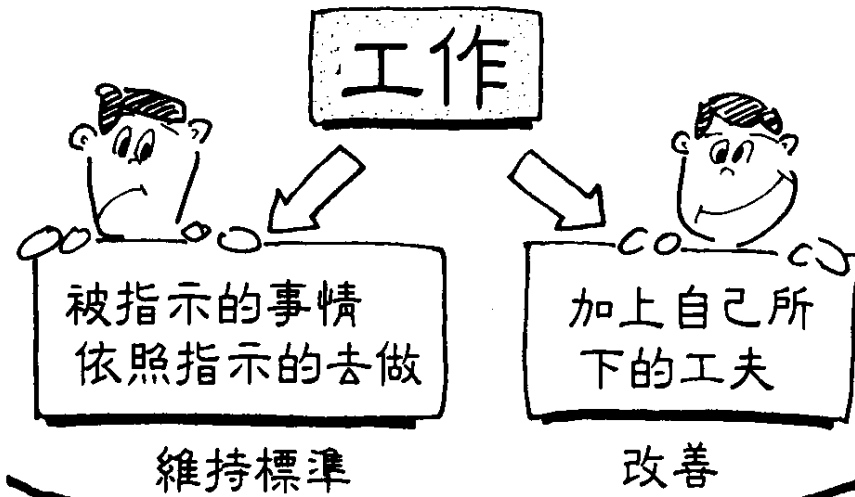 工作
被指示的事情
依照指示的去做
加上自己所
下的工夫
維持標準
改善